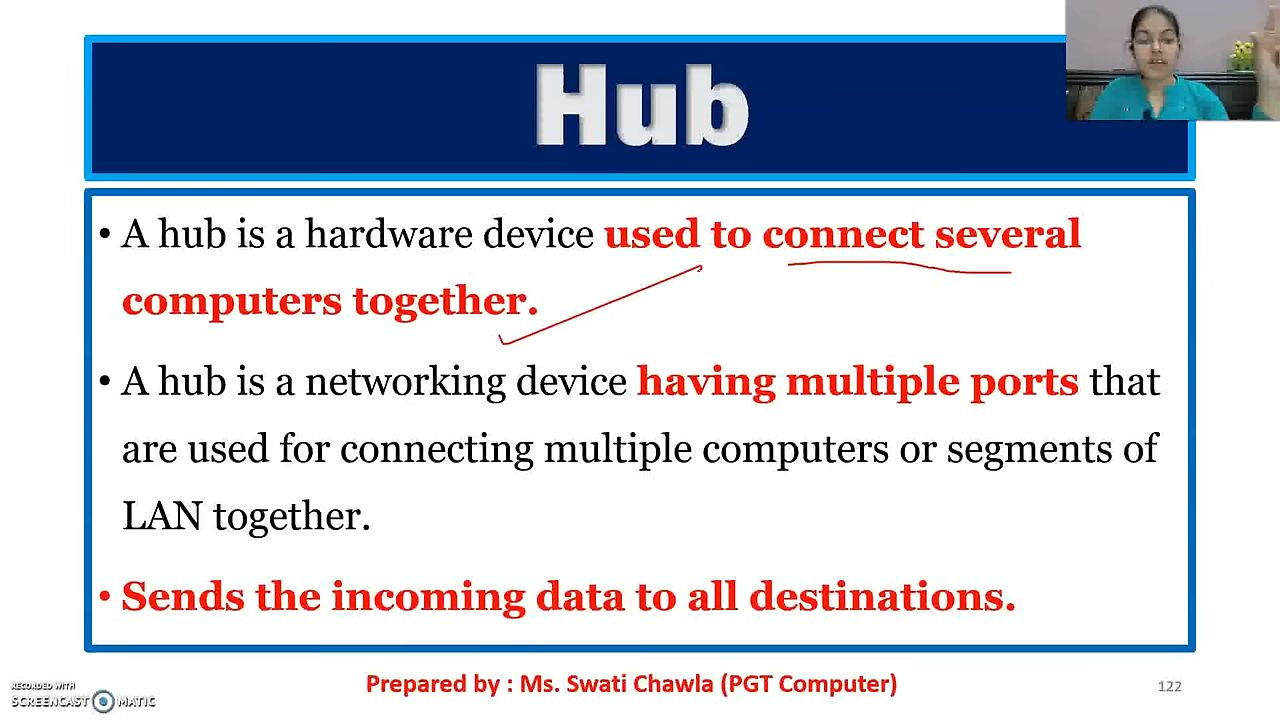 Hub
• A hub is a hardware device used to connect several
computers together.
• A hub is a networking device having multiple ports that
are used for connecting multiple computers or segments of
LAN together.
• Sends the incoming data to all destinations.
Prepared by : Ms. Swati Chawla (PGT Computer)
122
RECORDED WITH
SCREENCAST MATIC